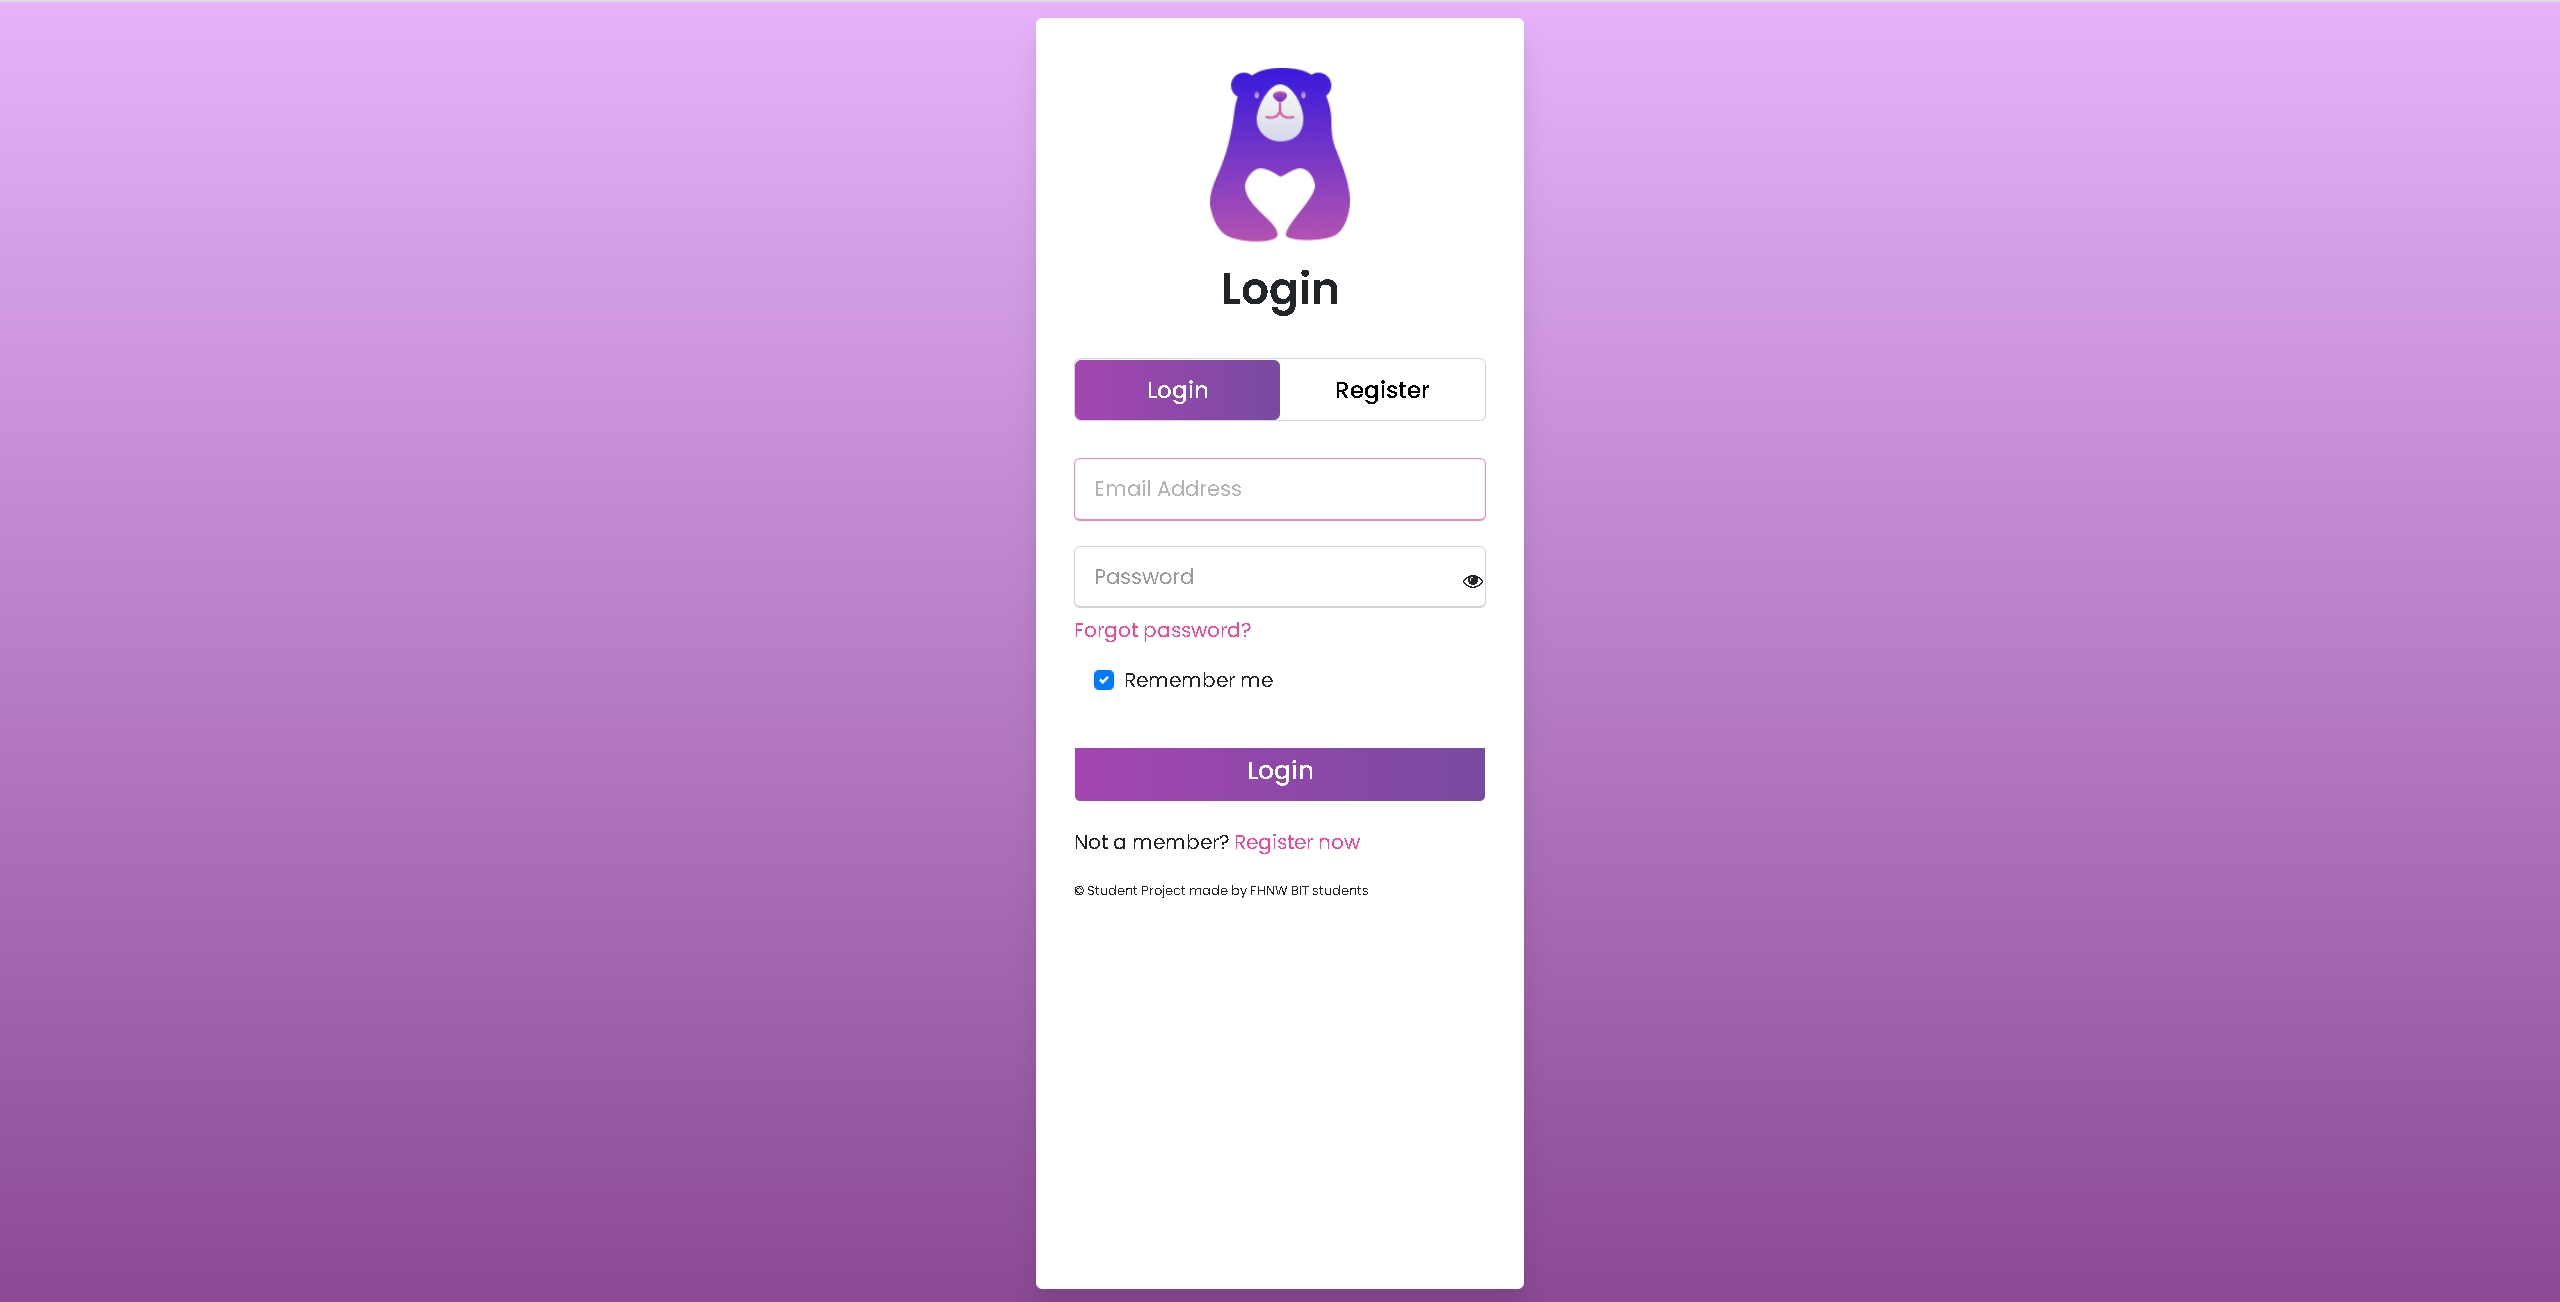 Login
Login Register
Email Address
Password
Forgot password?
Remember me
Login
Not a member? Register now
© Student Project made by FHNW BIT students